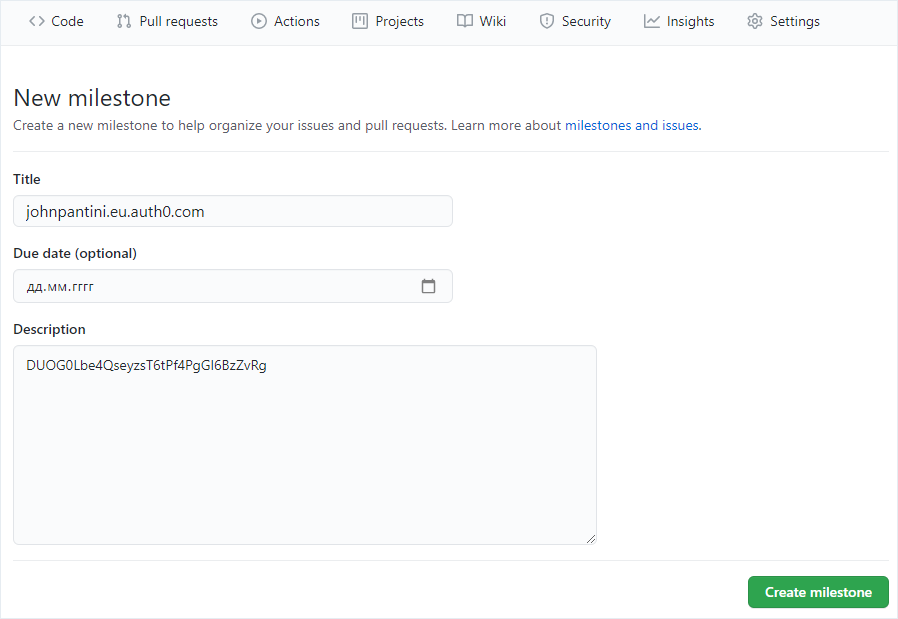 Code Pull requests Actions Projects Wiki Security Insights Settings
New milestone
Create a new milestone to help organize your issues and pull requests. Learn more about milestones and issues.
Title
johnpantini.eu.auth0.com
Due date (optional)
дд.мм.гггг
Description
DUOG0Lbe4QseyzsT6tPf4PgGI6BzZvRg
Create milestone